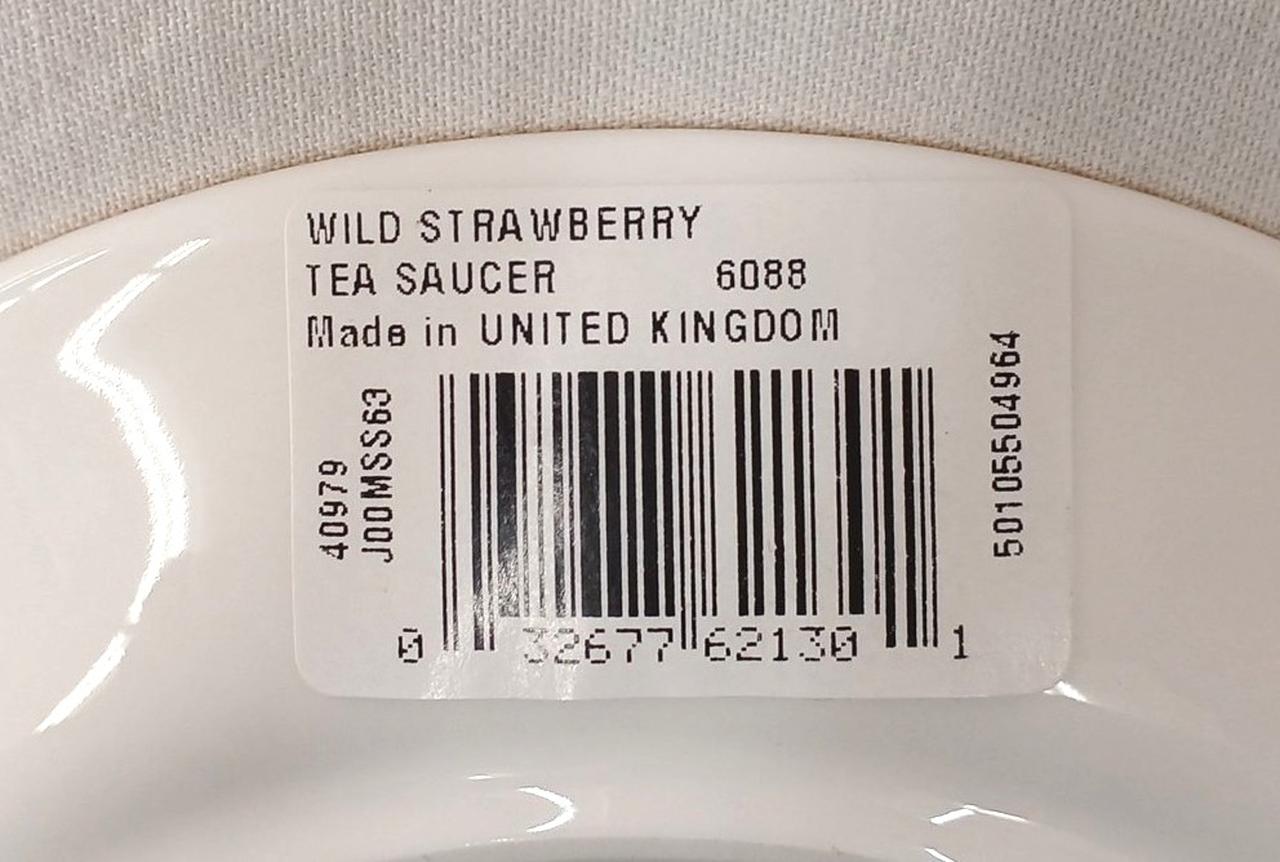 WILD STRAWBERRY
TEA SAUCER 6088
Made in UNITED KINGDOM
40979
J00MSS63
5010550496​4
0 32677 62130 1